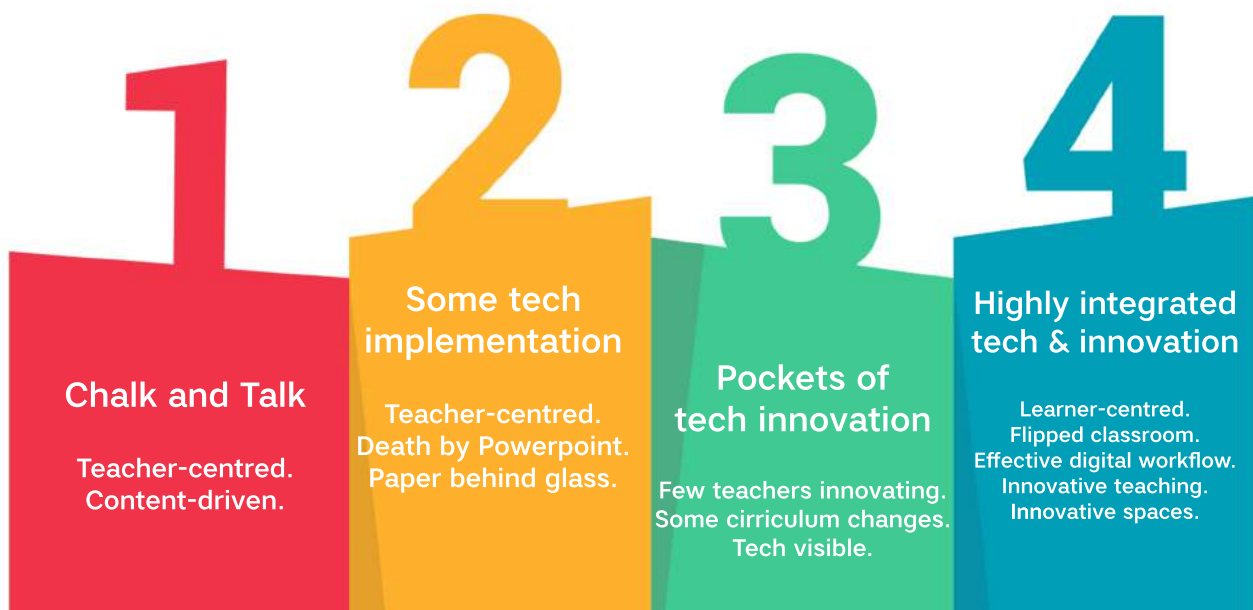 1
Chalk and Talk
Teacher-centred.
Content-driven.
2
Some tech
implementation
Teacher-centred.
Death by Powerpoint.
Paper behind glass.
3
Pockets of
tech innovation
Few teachers innovating.
Some cirriculum changes.
Tech visible.
4
Highly integrated
tech & innovation
Learner-centred.
Flipped classroom.
Effective digital workflow.
Innovative teaching.
Innovative spaces.